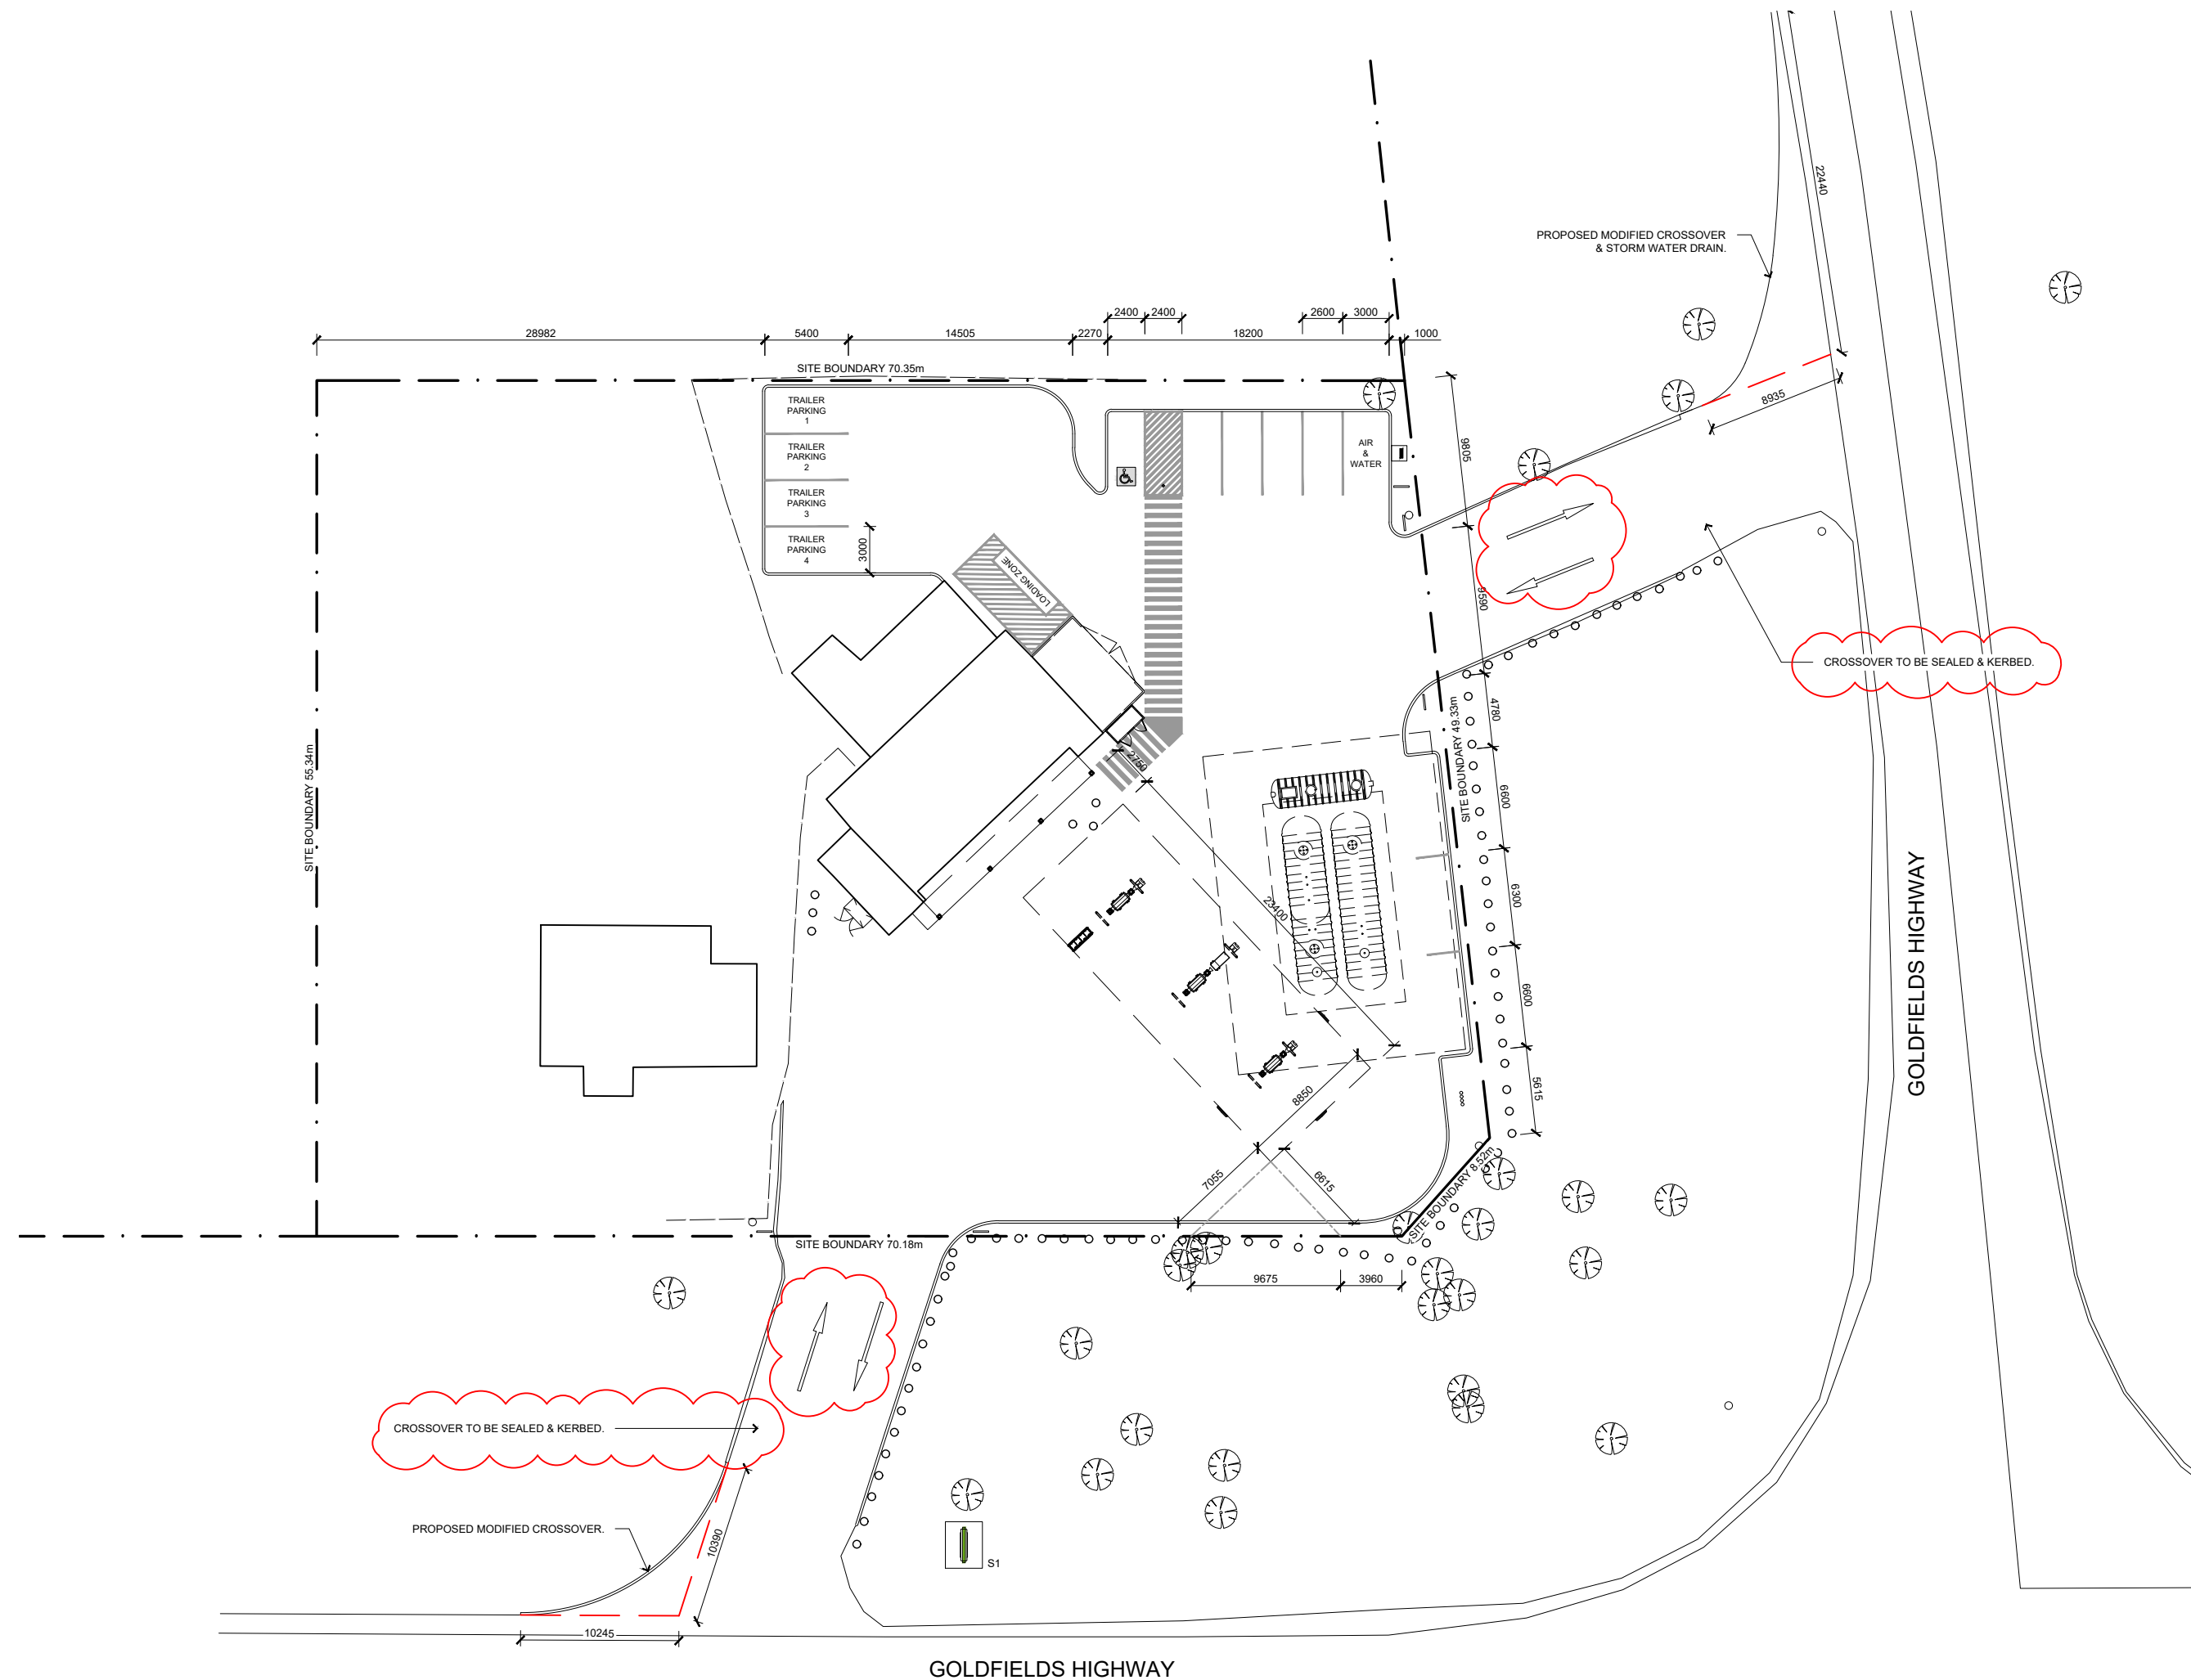 22440
PROPOSED MODIFIED CROSSOVER
& STORM WATER DRAIN.
2400
2400
2600
3000
28982
5400
14505
2270
18200
1000
SITE BOUNDARY 70.35m
8935
TRAILER
PARKING
1
TRAILER
PARKING
2
TRAILER
PARKING
3
TRAILER
PARKING
4
3000
AIR
&
WATER
9805
LOADING ZONE
9590
CROSSOVER TO BE SEALED & KERBED.
4780
SITE BOUNDARY 49.33m
2750
6600
SITE BOUNDARY 55.34m
23400
6300
GOLDFIELDS HIGHWAY
6600
8850
5615
7055
6615
SITE BOUNDARY 8.52m
SITE BOUNDARY 70.18m
9675
3960
CROSSOVER TO BE SEALED & KERBED.
PROPOSED MODIFIED CROSSOVER.
10390
S1
10245
GOLDFIELDS HIGHWAY